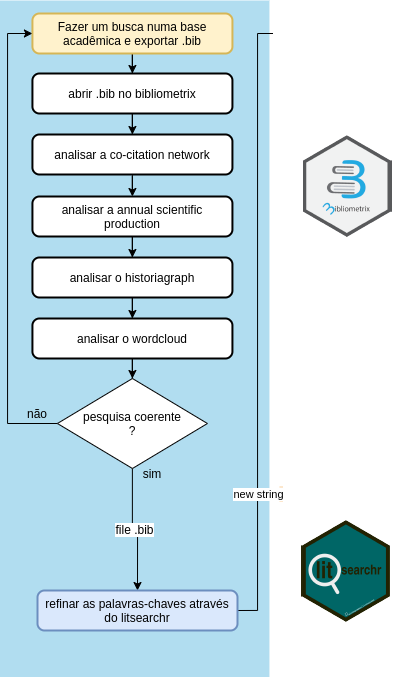 Fazer um busca numa base
acadêmica e exportar .bib
abrir .bib no bibliometrix
analisar a co-citation network
analisar a annual scientific
production
analisar o historiagraph
analisar o wordcloud
pesquisa coerente
?
não
sim
new string
file .bib
refinar as palavras-chaves através
do litsearchr
Bibliometrix
litsearchr